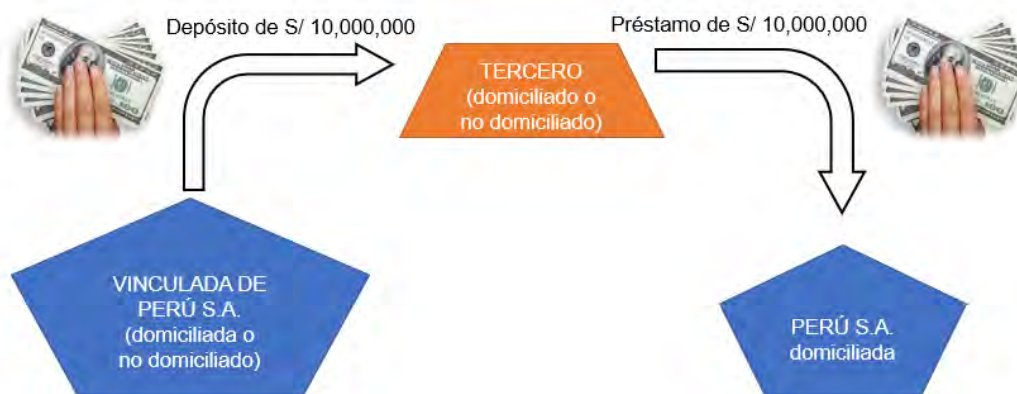 Depósito de S/ 10,000,000
Préstamo de S/ 10,000,000
TERCERO
(domiciliado o
no domiciliado)
VINCULADA DE
PERÚ S.A.
(domiciliada o
no domiciliado)
PERÚ S.A.
domiciliada